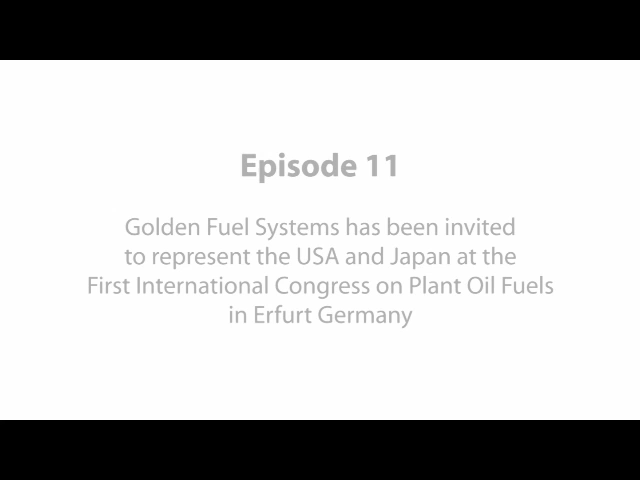 Episode 11
Golden Fuel Systems has been invited
to represent the USA and Japan at the
First International Congress on Plant Oil Fuels
in Erfurt Germany